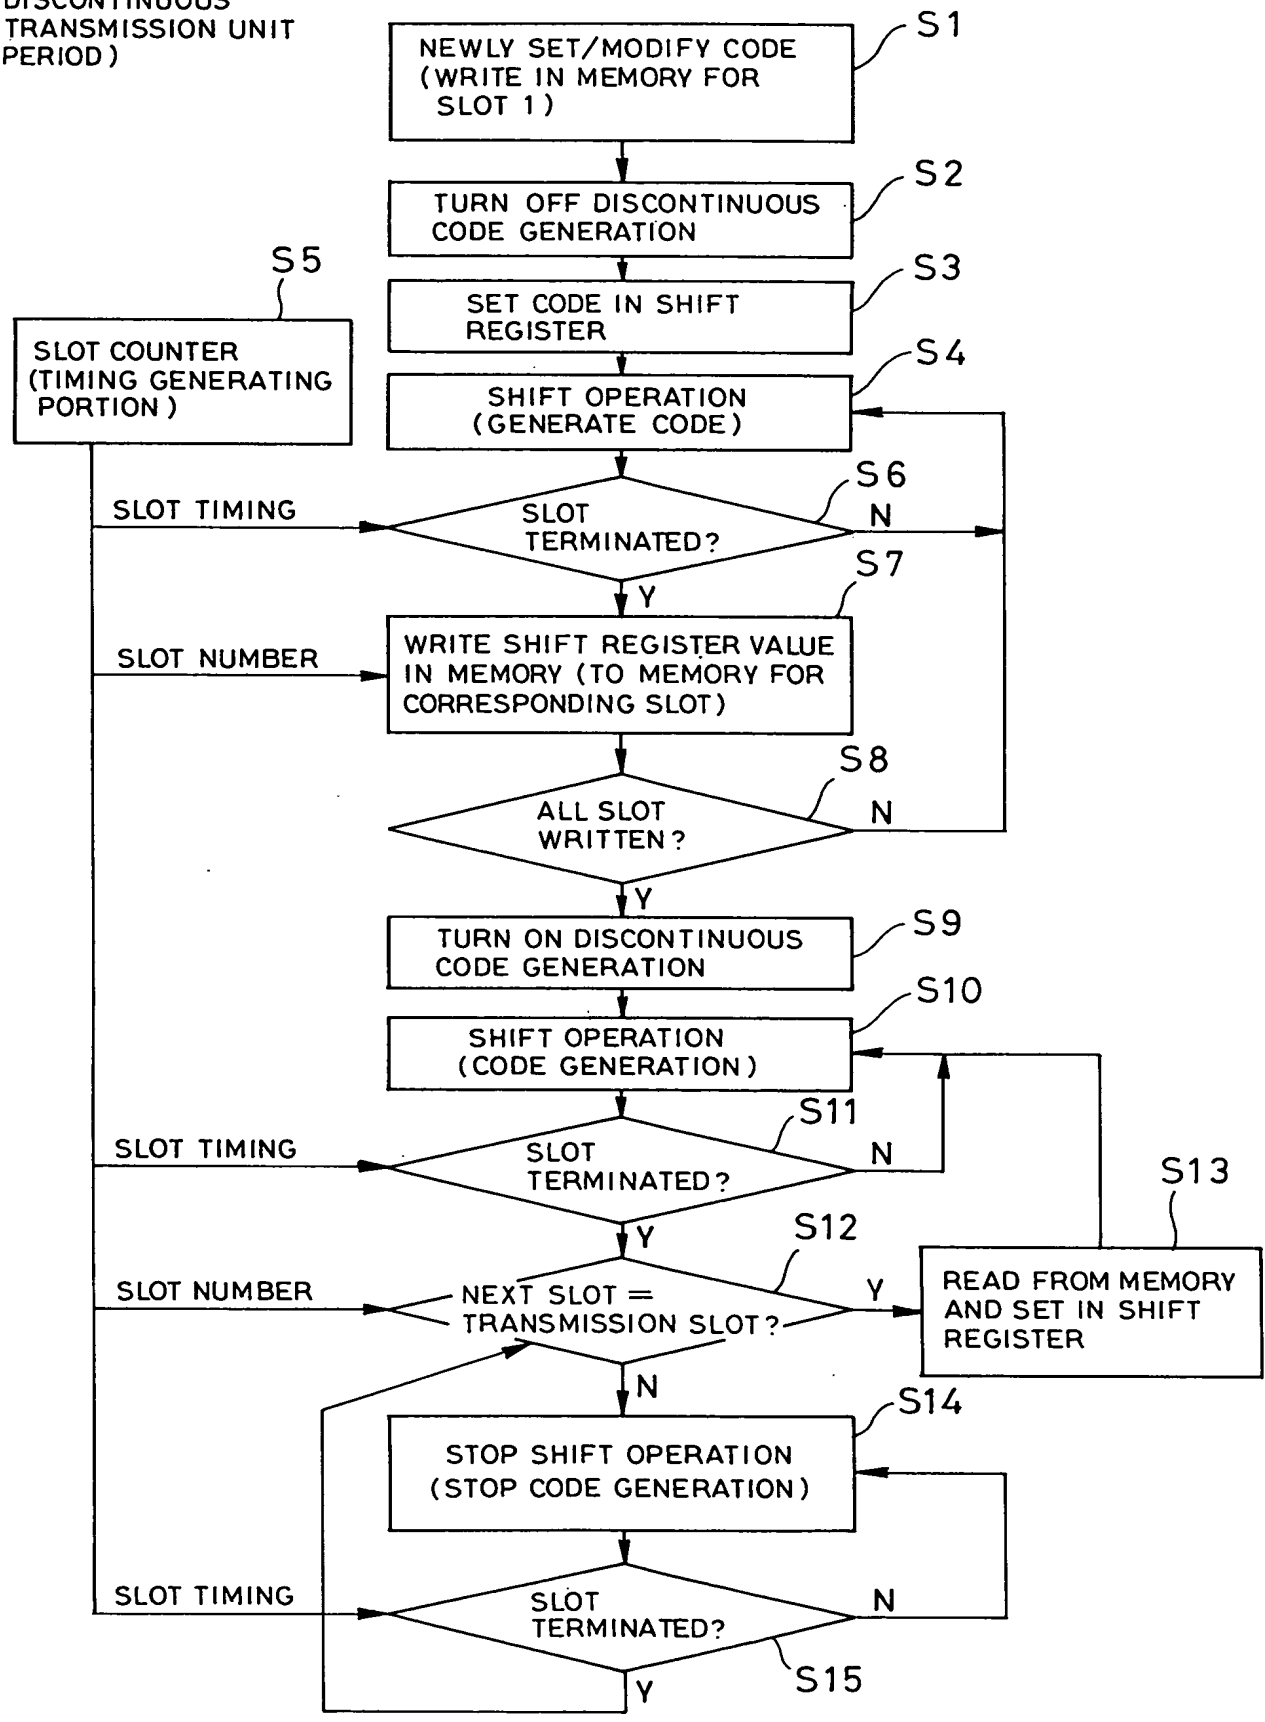 DISCONTINUOUS
TRANSMISSION UNIT
PERIOD)
S1
NEWLY SET/MODIFY CODE
(WRITE IN MEMORY FOR
SLOT 1)
S2
TURN OFF DISCONTINUOUS
CODE GENERATION
S3
SET CODE IN SHIFT
REGISTER
S5
SLOT COUNTER
(TIMING GENERATING
PORTION)
S4
SHIFT OPERATION
(GENERATE CODE)
S6
SLOT TIMING
SLOT
TERMINATED?
N
Y
S7
SLOT NUMBER
WRITE SHIFT REGISTER VALUE
IN MEMORY (TO MEMORY FOR
CORRESPONDING SLOT)
S8
ALL SLOT
WRITTEN?
N
Y
S9
TURN ON DISCONTINUOUS
CODE GENERATION
S10
SHIFT OPERATION
(CODE GENERATION)
S11
SLOT TIMING
SLOT
TERMINATED?
N
Y
S12
SLOT NUMBER
NEXT SLOT =
TRANSMISSION SLOT?
Y
N
S13
READ FROM MEMORY
AND SET IN SHIFT
REGISTER
S14
STOP SHIFT OPERATION
(STOP CODE GENERATION)
SLOT TIMING
SLOT
TERMINATED?
N
S15
Y